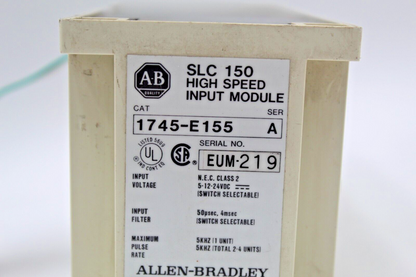 A-B
QUALITY
SLC 150
HIGH SPEED
INPUT MODULE
CAT SER
1745-E155 A
SERIAL NO.
EUM-219
UL
INPUT
VOLTAGE
N.E.C. CLASS 2
5-12-24VDC
(SWITCH SELECTABLE)
INPUT
FILTER
50µsec, 4msec
(SWITCH SELECTABLE)
MAXIMUM
PULSE
RATE
5KHZ (1 UNIT)
5KHZ (TOTAL 2-4 UNITS)
ALLEN-BRADLEY